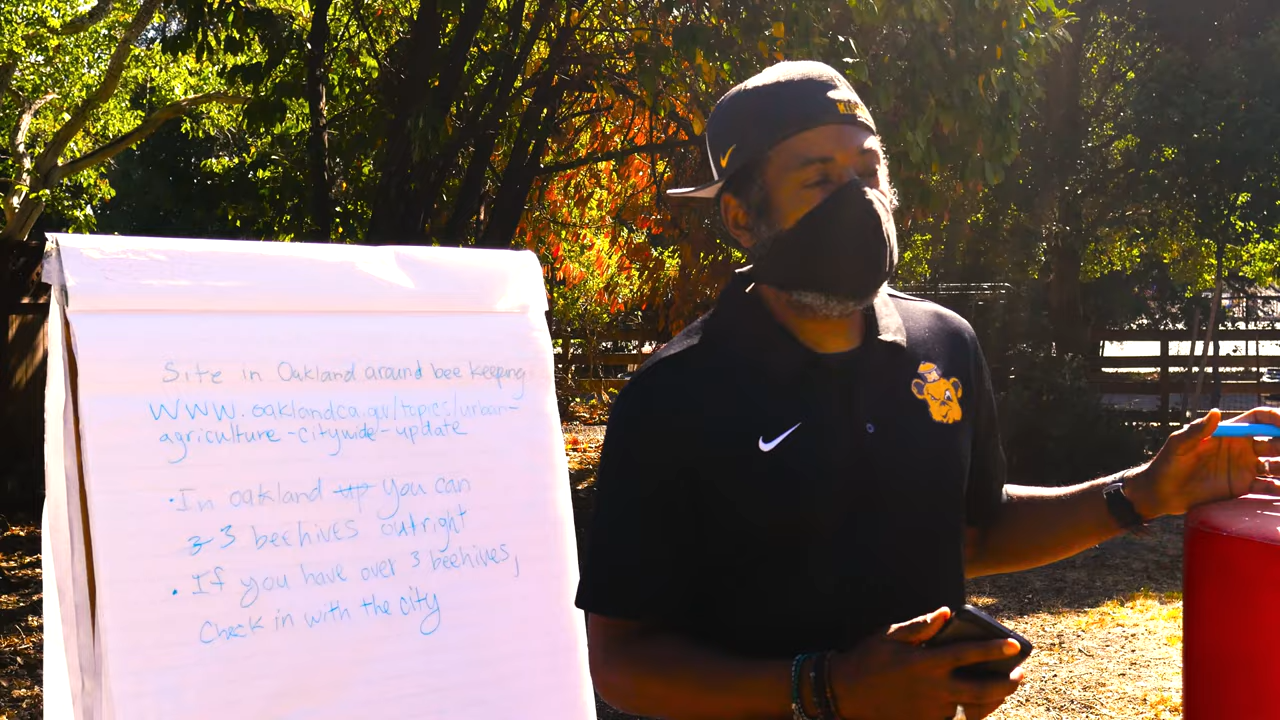 Site in Oakland around bee keeping
WWW.oaklandca.gov/topics/urban-
agriculture-citywide-update
• In oakland up you can
3 3 beehives outright
• If you have over 3 beehives,
Check in with the city